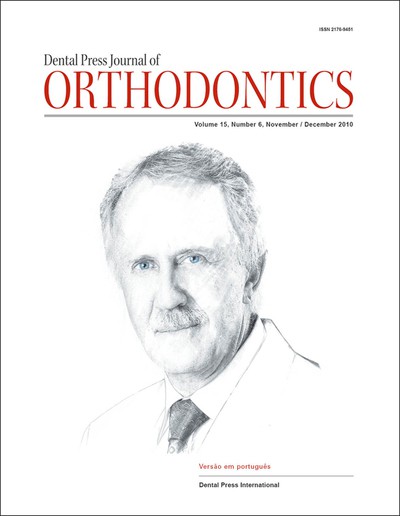 ISSN 2176-9451
Dental Press Journal of
ORTHODONTICS
Volume 15, Number 6, November / December 2010
Versão em português
Dental Press International